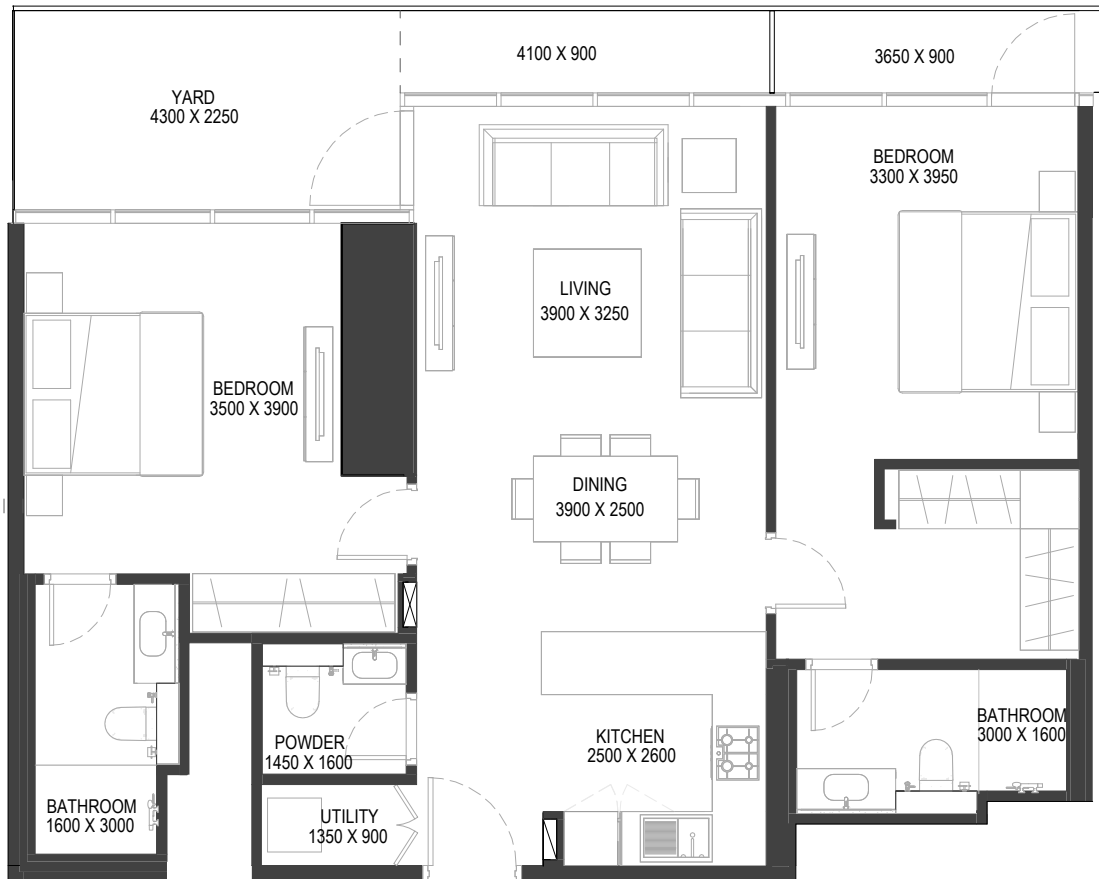 4100 X 900
3650 X 900
YARD
4300 X 2250
BEDROOM
3300 X 3950
LIVING
3900 X 3250
BEDROOM
3500 X 3900
DINING
3900 X 2500
BATHROOM
3000 X 1600
KITCHEN
2500 X 2600
POWDER
1450 X 1600
BATHROOM
1600 X 3000
UTILITY
1350 X 900